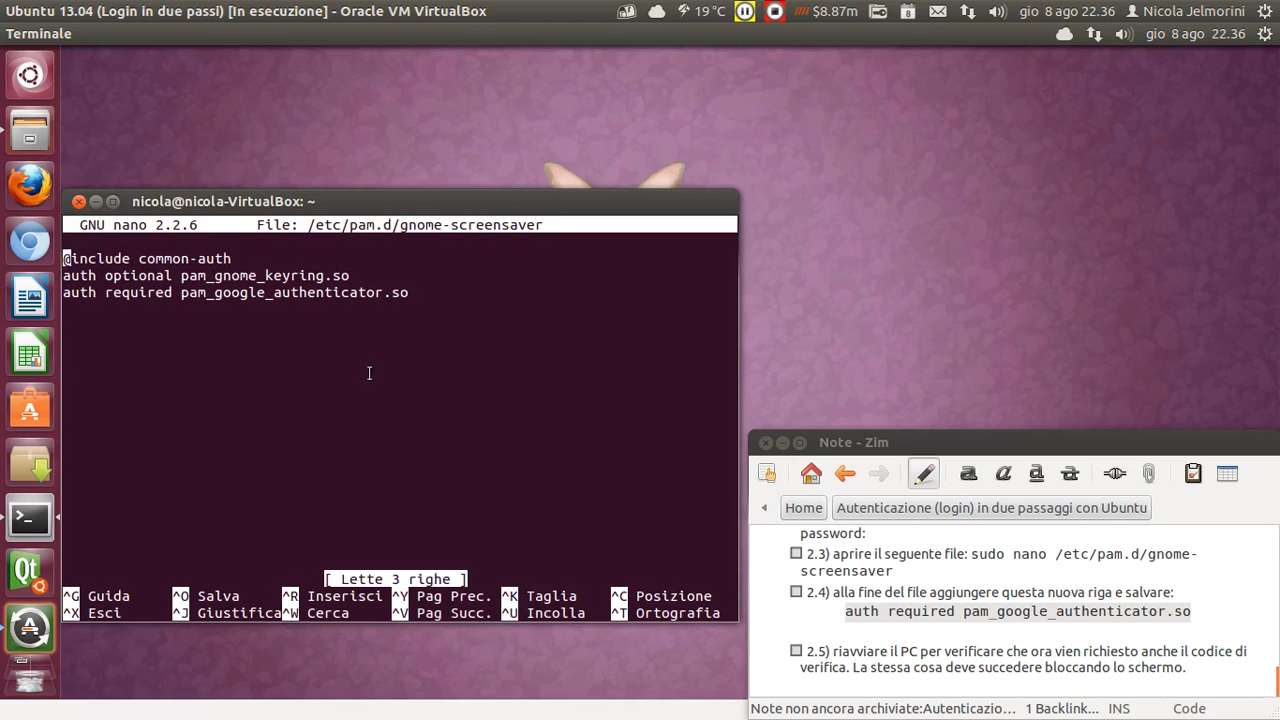 Ubuntu 13.04 (Login in due passi) [In esecuzione] - Oracle VM VirtualBox
19 °C
$8.87m
8
gio 8 ago 22.36
Nicola Jelmorini
Terminale
gio 8 ago 22.36
nicola@nicola-VirtualBox: ~
GNU nano 2.2.6 File: /etc/pam.d/gnome-screensaver
@include common-auth
auth optional pam_gnome_keyring.so
auth required pam_google_authenticator.so
[ Lette 3 righe ]
^G Guida ^O Salva ^R Inserisci ^Y Pag Prec. ^K Taglia ^C Posizione
^X Esci ^J Giustifica ^W Cerca ^V Pag Succ. ^U Incolla ^T Ortografia
Note - Zim
Home
Autenticazione (login) in due passaggi con Ubuntu
password:
2.3) aprire il seguente file: sudo nano /etc/pam.d/gnome-
screensaver
2.4) alla fine del file aggiungere questa nuova riga e salvare:
auth required pam_google_authenticator.so
2.5) riavviare il PC per verificare che ora vien richiesto anche il codice di
verifica. La stessa cosa deve succedere bloccando lo schermo.
Note non ancora archiviate:Autenticazio... 1 Backlink... INS Code
Qt